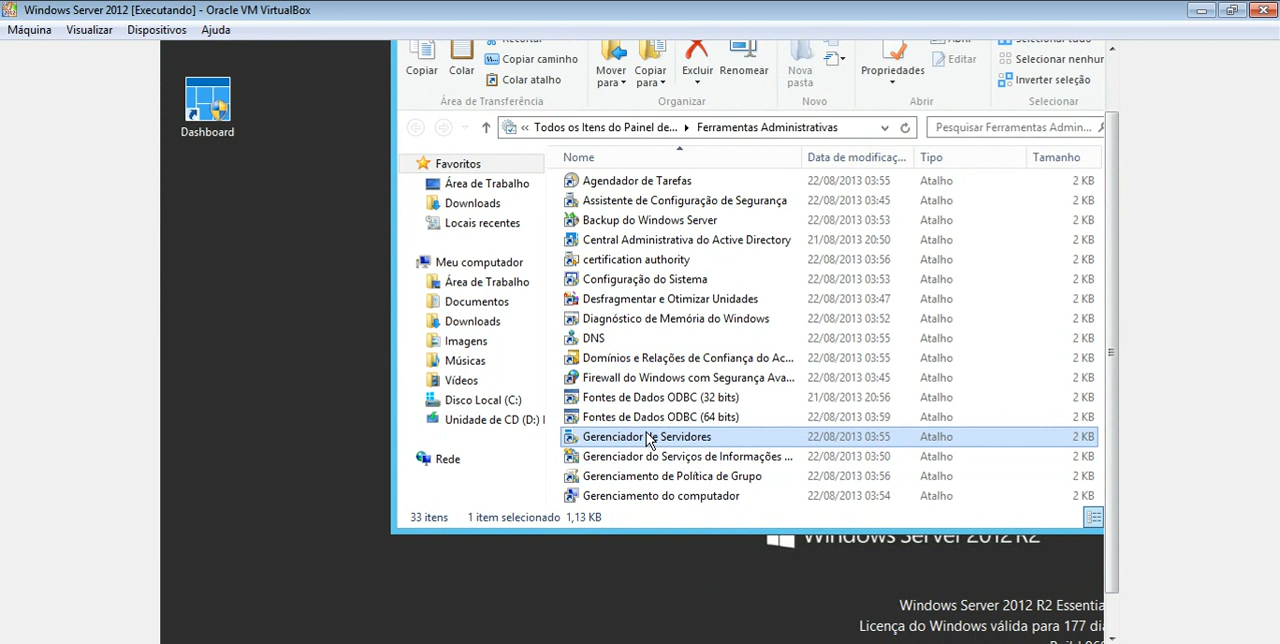 Windows Server 2012 [Executando] - Oracle VM VirtualBox
Máquina Visualizar Dispositivos Ajuda
Dashboard
Copiar
Colar
Copiar caminho
Colar atalho
Mover para
Copiar para
Excluir
Renomear
Nova pasta
Propriedades
Editar
Selecionar nenhur
Inverter seleção
Área de Transferência
Organizar
Novo
Abrir
Selecionar
« Todos os Itens do Painel de... Ferramentas Administrativas
Pesquisar Ferramentas Admin...
Nome Data de modificaç... Tipo Tamanho
Favoritos
Área de Trabalho
Downloads
Locais recentes
Meu computador
Área de Trabalho
Documentos
Downloads
Imagens
Músicas
Vídeos
Disco Local (C:)
Unidade de CD (D:)
Rede
Agendador de Tarefas 22/08/2013 03:55 Atalho 2 KB
Assistente de Configuração de Segurança 22/08/2013 03:45 Atalho 2 KB
Backup do Windows Server 22/08/2013 03:53 Atalho 2 KB
Central Administrativa do Active Directory 21/08/2013 20:50 Atalho 2 KB
certification authority 22/08/2013 03:56 Atalho 2 KB
Configuração do Sistema 22/08/2013 03:53 Atalho 2 KB
Desfragmentar e Otimizar Unidades 22/08/2013 03:47 Atalho 2 KB
Diagnóstico de Memória do Windows 22/08/2013 03:52 Atalho 2 KB
DNS 22/08/2013 03:55 Atalho 2 KB
Domínios e Relações de Confiança do Ac... 22/08/2013 03:55 Atalho 2 KB
Firewall do Windows com Segurança Ava... 22/08/2013 03:45 Atalho 2 KB
Fontes de Dados ODBC (32 bits) 21/08/2013 20:56 Atalho 2 KB
Fontes de Dados ODBC (64 bits) 22/08/2013 03:59 Atalho 2 KB
Gerenciador de Servidores 22/08/2013 03:55 Atalho 2 KB
Gerenciador do Serviços de Informações ... 22/08/2013 03:50 Atalho 2 KB
Gerenciamento de Política de Grupo 22/08/2013 03:56 Atalho 2 KB
Gerenciamento do computador 22/08/2013 03:54 Atalho 2 KB
33 itens 1 item selecionado 1,13 KB
Windows Server 2012 R2
Windows Server 2012 R2 Essentia
Licença do Windows válida para 177 dia